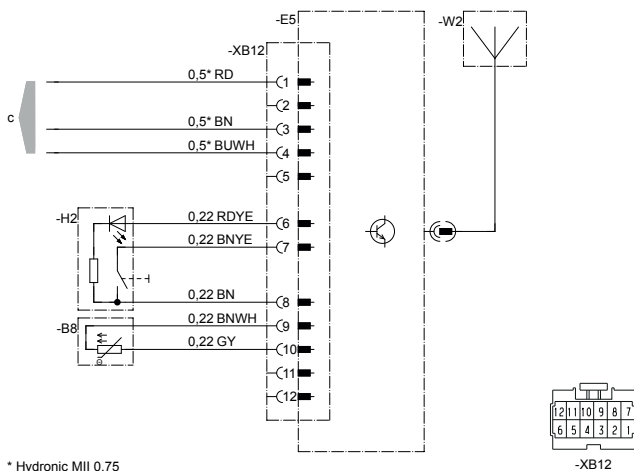 -E5
-W2
-XB12
c
0,5* RD
1
2
0,5* BN
3
0,5* BUWH
4
5
-H2
0,22 RDYE
6
0,22 BNYE
7
0,22 BN
8
-B8
0,22 BNWH
9
0,22 GY
10
11
12
12 11 10 9 8 7
6 5 4 3 2 1
-XB12
* Hydronic MII 0,75